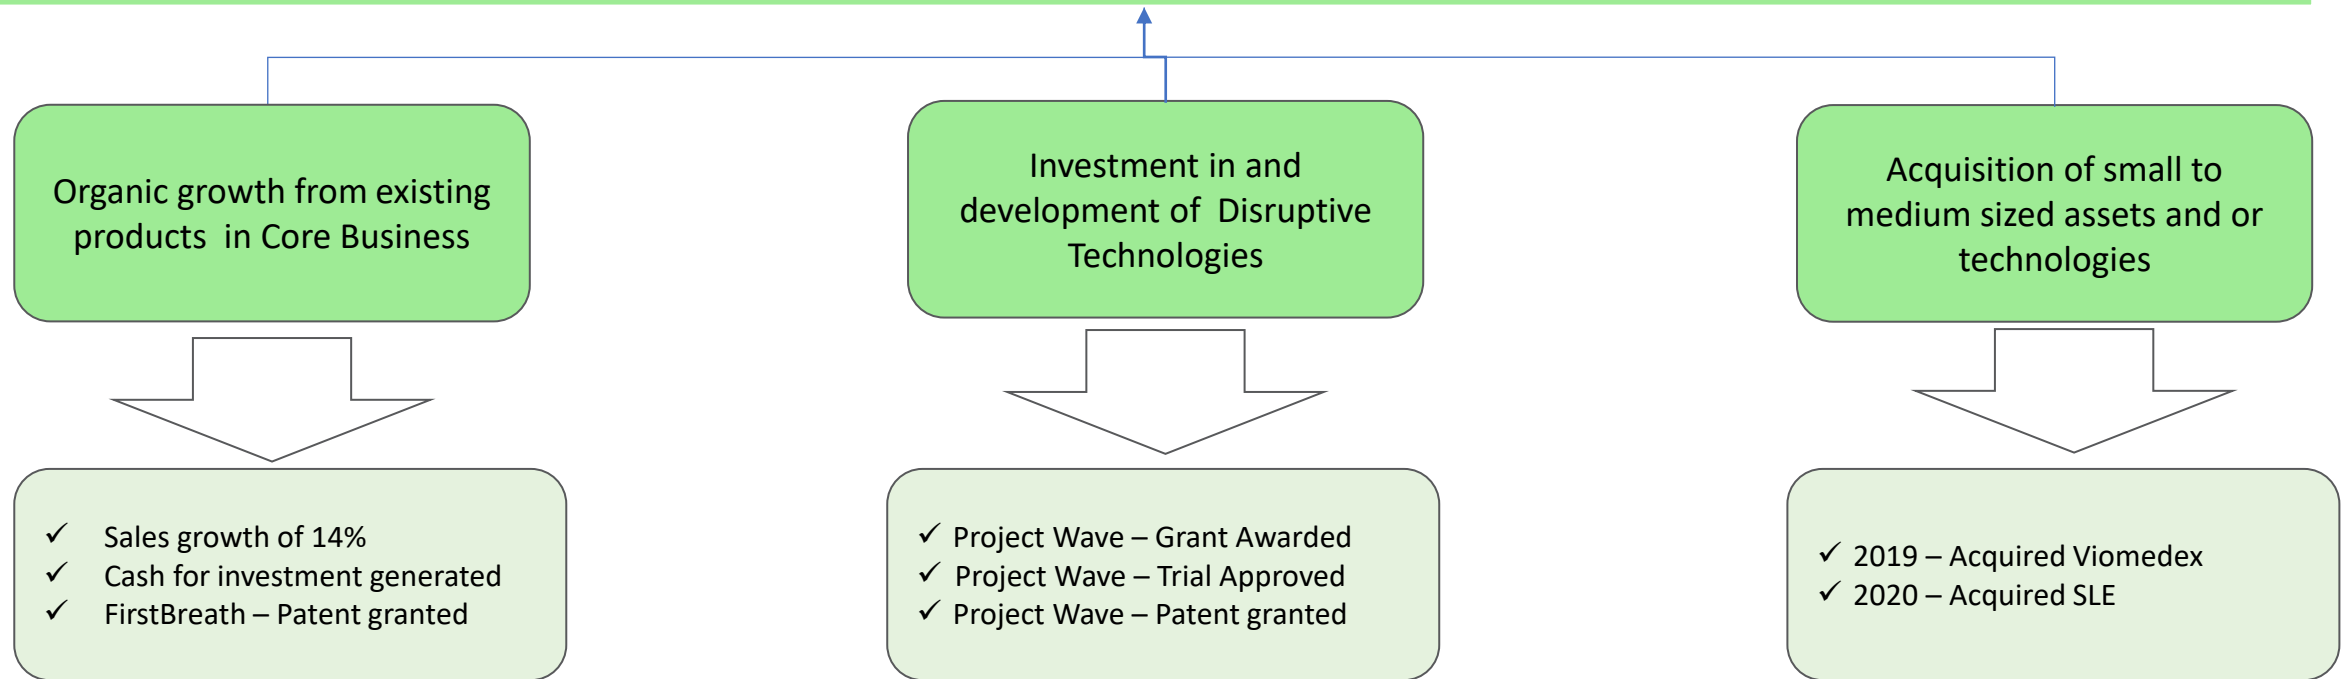 Organic growth from existing
products  in Core Business
Investment in and
development of  Disruptive
Technologies
Acquisition of small to
medium sized assets and or
technologies
✓ Sales growth of 14%
✓ Cash for investment generated
✓ FirstBreath – Patent granted
✓ Project Wave – Grant Awarded
✓ Project Wave – Trial Approved
✓ Project Wave – Patent granted
✓ 2019 – Acquired Viomedex
✓ 2020 – Acquired SLE